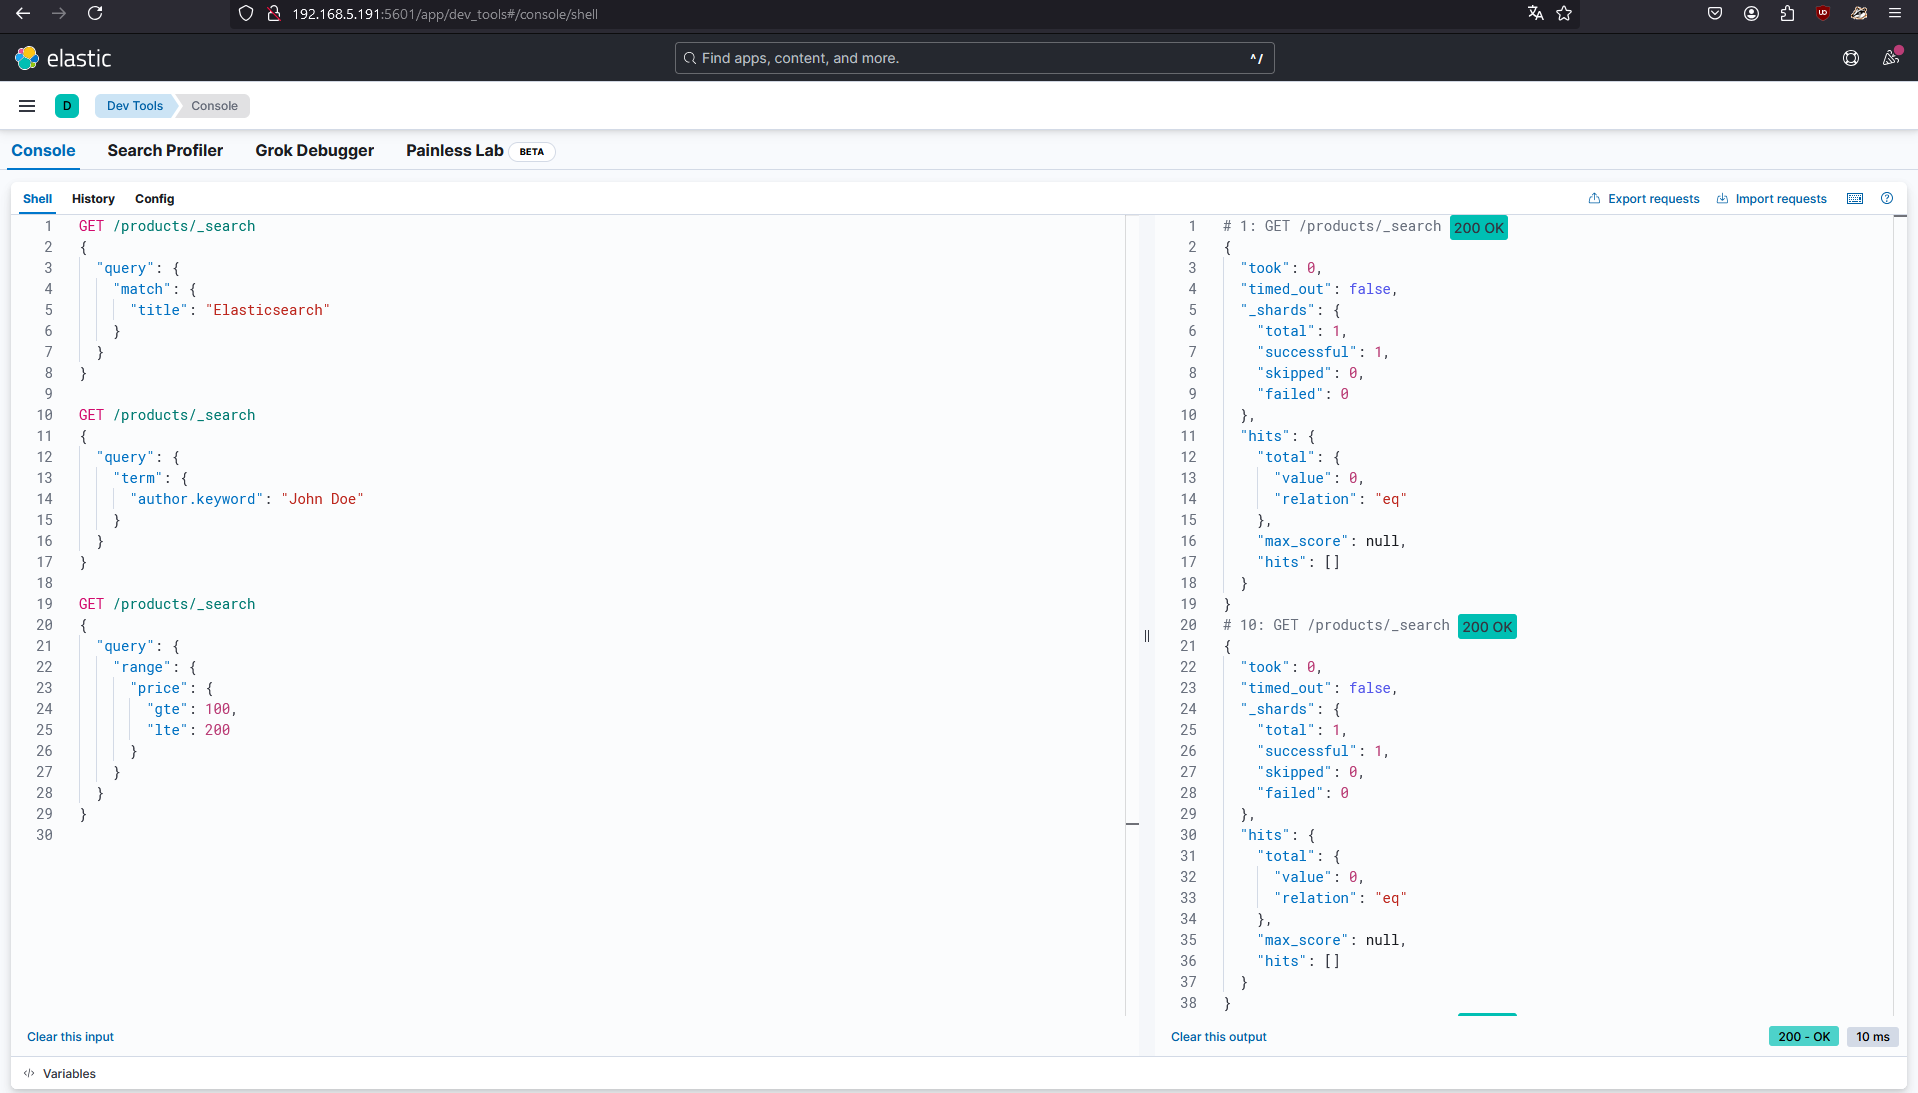 192.168.5.191:5601/app/dev_tools#/console/shell
elastic
Find apps, content, and more.
^/
D
Dev Tools
Console
Console
Search Profiler
Grok Debugger
Painless Lab
BETA
Shell
History
Config
Export requests
Import requests
1 GET /products/_search
2 {
3 "query": {
4 "match": {
5 "title": "Elasticsearch"
6 }
7 }
8 }
9
10 GET /products/_search
11 {
12 "query": {
13 "term": {
14 "author.keyword": "John Doe"
15 }
16 }
17 }
18
19 GET /products/_search
20 {
21 "query": {
22 "range": {
23 "price": {
24 "gte": 100,
25 "lte": 200
26 }
27 }
28 }
29 }
30
1 # 1: GET /products/_search 200 OK
2 {
3 "took": 0,
4 "timed_out": false,
5 "_shards": {
6 "total": 1,
7 "successful": 1,
8 "skipped": 0,
9 "failed": 0
10 },
11 "hits": {
12 "total": {
13 "value": 0,
14 "relation": "eq"
15 },
16 "max_score": null,
17 "hits": []
18 }
19 }
20 # 10: GET /products/_search 200 OK
21 {
22 "took": 0,
23 "timed_out": false,
24 "_shards": {
25 "total": 1,
26 "successful": 1,
27 "skipped": 0,
28 "failed": 0
29 },
30 "hits": {
31 "total": {
32 "value": 0,
33 "relation": "eq"
34 },
35 "max_score": null,
36 "hits": []
37 }
38 }
Clear this input
Clear this output
200 - OK
10 ms
</> Variables